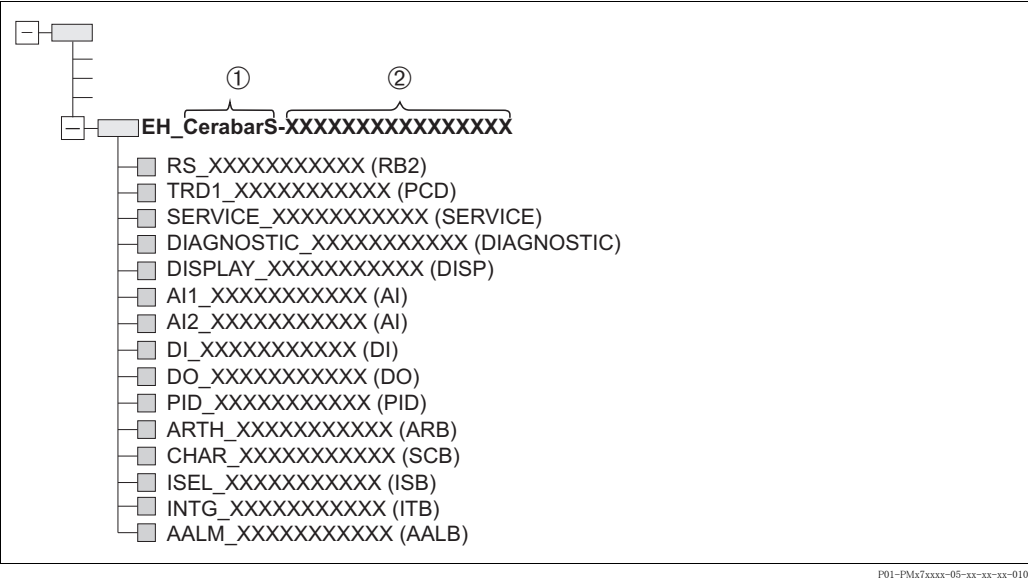 ① ②
EH_CerabarS-XXXXXXXXXXXXXXXX
RS_XXXXXXXXXXX (RB2)
TRD1_XXXXXXXXXXX (PCD)
SERVICE_XXXXXXXXXXX (SERVICE)
DIAGNOSTIC_XXXXXXXXXXX (DIAGNOSTIC)
DISPLAY_XXXXXXXXXXX (DISP)
AI1_XXXXXXXXXXX (AI)
AI2_XXXXXXXXXXX (AI)
DI_XXXXXXXXXXX (DI)
DO_XXXXXXXXXXX (DO)
PID_XXXXXXXXXXX (PID)
ARTH_XXXXXXXXXXX (ARB)
CHAR_XXXXXXXXXXX (SCB)
ISEL_XXXXXXXXXXX (ISB)
INTG_XXXXXXXXXXX (ITB)
AALM_XXXXXXXXXXX (AALB)
P01-PMx7xxxx-05-xx-xx-xx-010